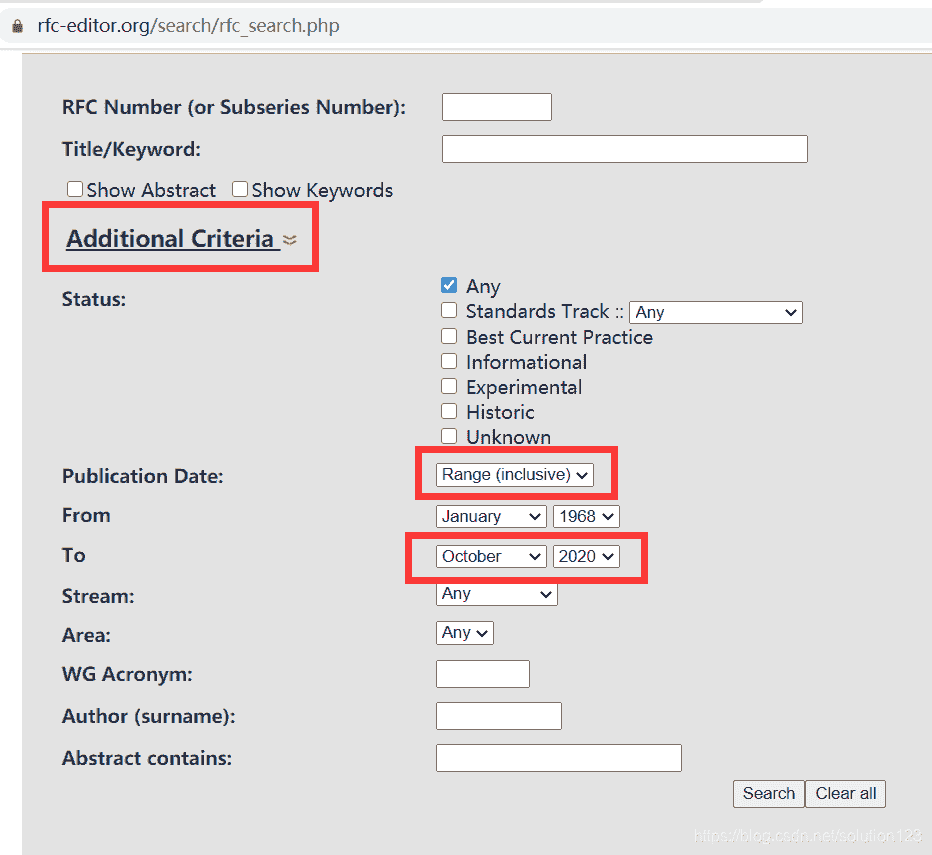 rfc-editor.org/search/rfc_search.php
RFC Number (or Subseries Number):
Title/Keyword:
Show Abstract Show Keywords
Additional Criteria
Status:
Any
Standards Track :: Any
Best Current Practice
Informational
Experimental
Historic
Unknown
Publication Date: Range (inclusive)
From January 1968
To October 2020
Stream: Any
Area: Any
WG Acronym:
Author (surname):
Abstract contains:
Search Clear all
https://blog.csdn.net/solution123